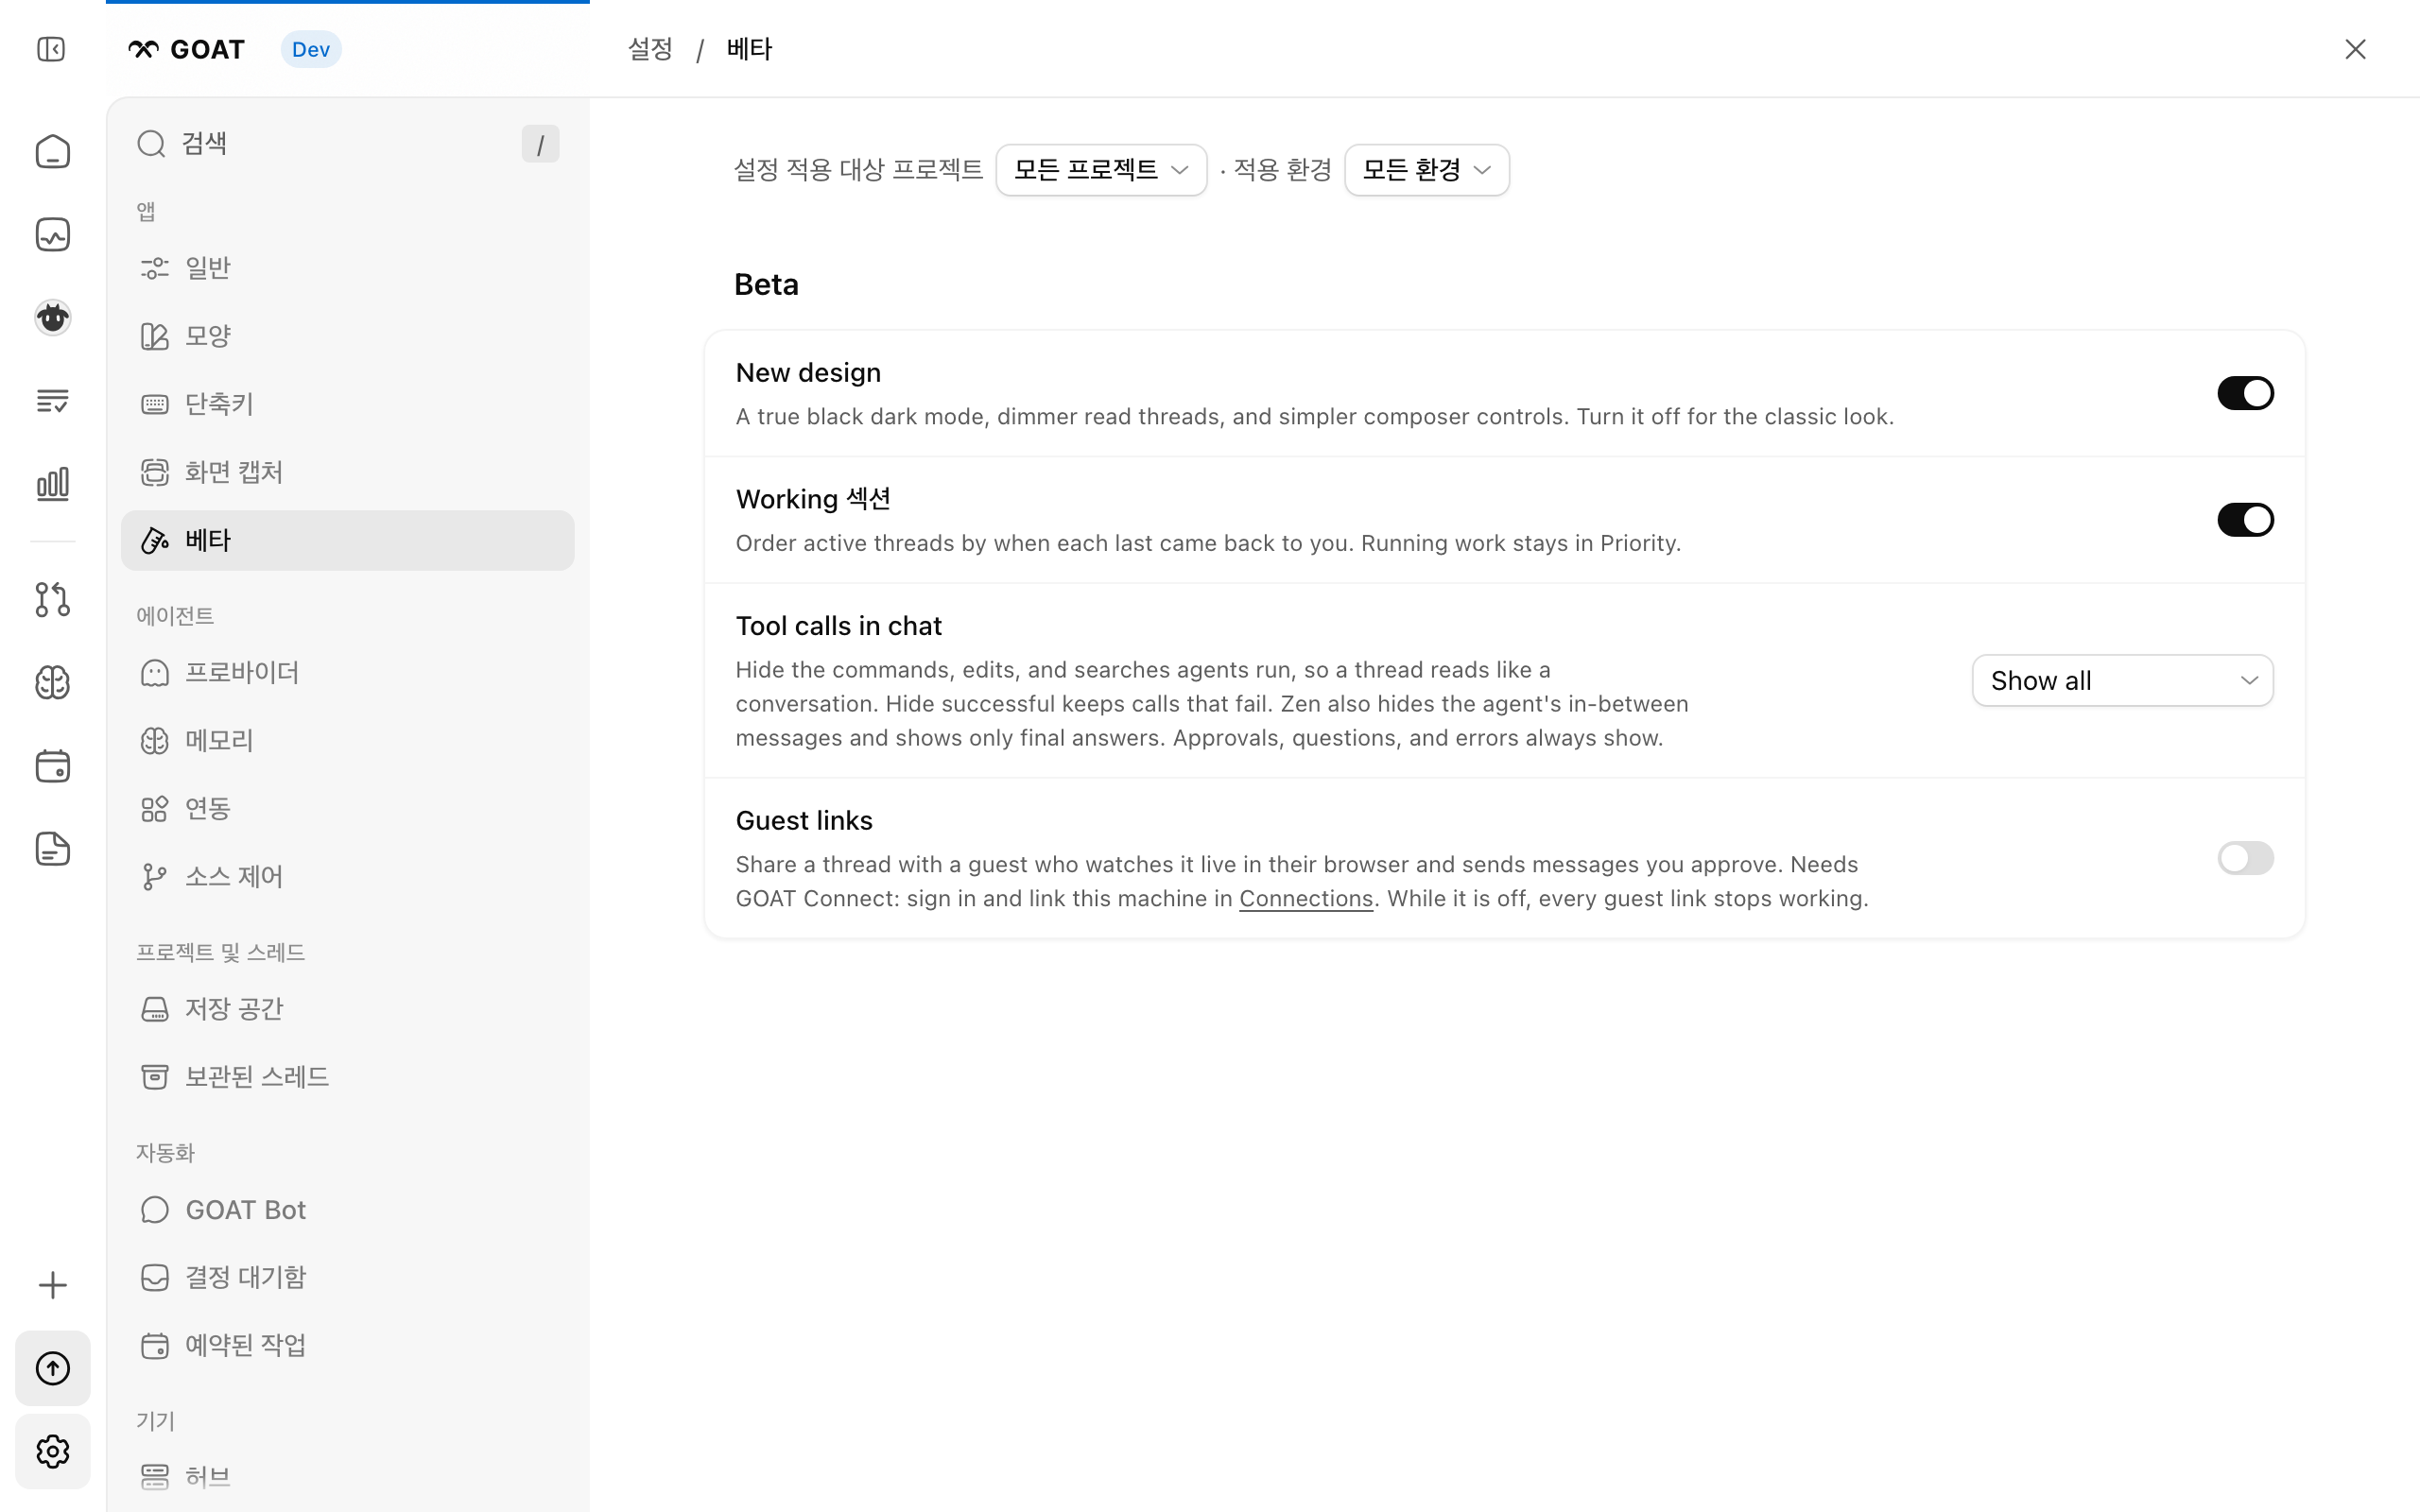 GOAT Dev
설정 / 베타
검색 /
앱
일반
모양
단축키
화면 캡처
베타
에이전트
프로바이더
메모리
연동
소스 제어
프로젝트 및 스레드
저장 공간
보관된 스레드
자동화
GOAT Bot
결정 대기함
예약된 작업
기기
허브
설정 적용 대상 프로젝트 모든 프로젝트 · 적용 환경 모든 환경
Beta
New design
A true black dark mode, dimmer read threads, and simpler composer controls. Turn it off for the classic look.
Working 섹션
Order active threads by when each last came back to you. Running work stays in Priority.
Tool calls in chat
Hide the commands, edits, and searches agents run, so a thread reads like a
conversation. Hide successful keeps calls that fail. Zen also hides the agent's in-between
messages and shows only final answers. Approvals, questions, and errors always show.
Show all
Guest links
Share a thread with a guest who watches it live in their browser and sends messages you approve. Needs
GOAT Connect: sign in and link this machine in Connections. While it is off, every guest link stops working.